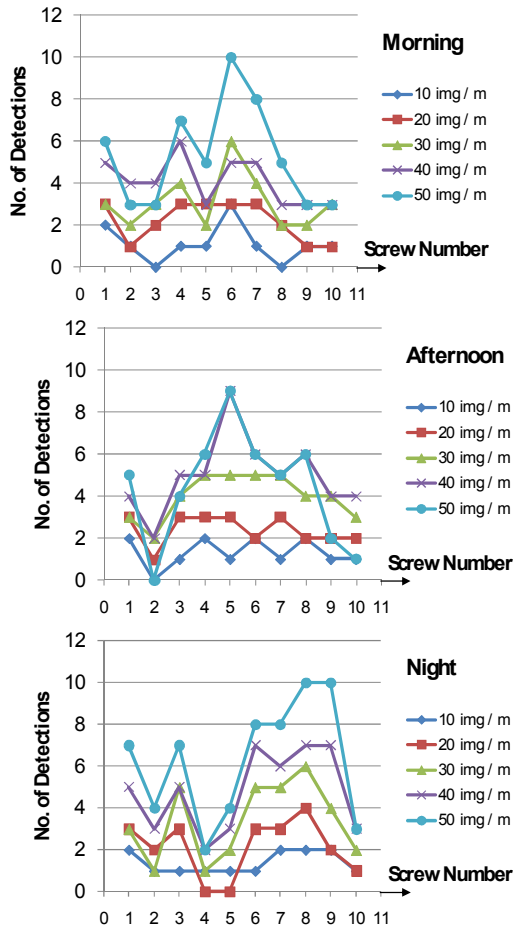 12
10
8
6
4
2
0
No. of Detections
Morning
10 img / m
20 img / m
30 img / m
40 img / m
50 img / m
Screw Number
0 1 2 3 4 5 6 7 8 9 10 11
12
10
8
6
4
2
0
No. of Detections
Afternoon
10 img / m
20 img / m
30 img / m
40 img / m
50 img / m
Screw Number
0 1 2 3 4 5 6 7 8 9 10 11
12
10
8
6
4
2
0
No. of Detections
Night
10 img / m
20 img / m
30 img / m
40 img / m
50 img / m
Screw Number
0 1 2 3 4 5 6 7 8 9 10 11